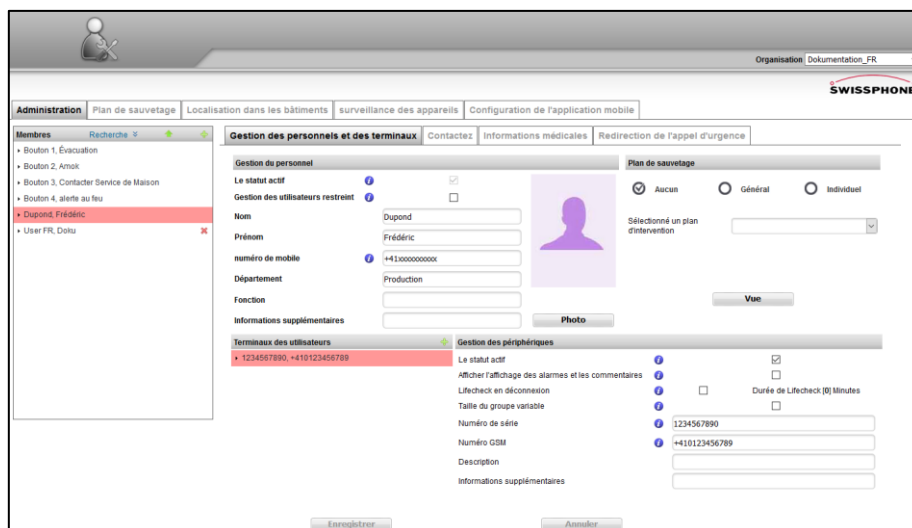 Organisation Dokumentation_FR
SWISSPHONE
Administration Plan de sauvetage Localisation dans les bâtiments surveillance des appareils Configuration de l'application mobile
Membres Recherche
Bouton 1, Évacuation
Bouton 2, Amok
Bouton 3, Contacter Service de Maison
Bouton 4, alerte au feu
Dupond, Frédéric
User FR, Doku
Gestion des personnels et des terminaux Contactez Informations médicales Redirection de l'appel d'urgence
Gestion du personnel
Le statut actif
Gestion des utilisateurs restreint
Nom Dupond
Prénom Frédéric
numéro de mobile +41xxxxxxxxxx
Département Production
Fonction
Informations supplémentaires
Photo
Plan de sauvetage
Aucun Général Individuel
Sélectionné un plan
d'intervention
Vue
Terminaux des utilisateurs
1234567890, +410123456789
Gestion des périphériques
Le statut actif
Afficher l'affichage des alarmes et les commentaires
Lifecheck en déconnexion Durée de Lifecheck [0] Minutes
Taille du groupe variable
Numéro de série 1234567890
Numéro GSM +410123456789
Description
Informations supplémentaires
Enregistrer Annuler